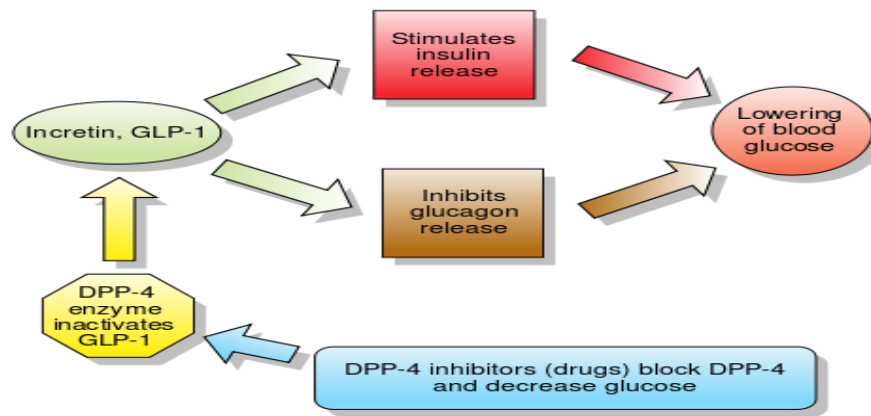 Stimulates
insulin
release
Incretin, GLP-1
Lowering
of blood
glucose
Inhibits
glucagon
release
DPP-4
enzyme
inactivates
GLP-1
DPP-4 inhibitors (drugs) block DPP-4
and decrease glucose